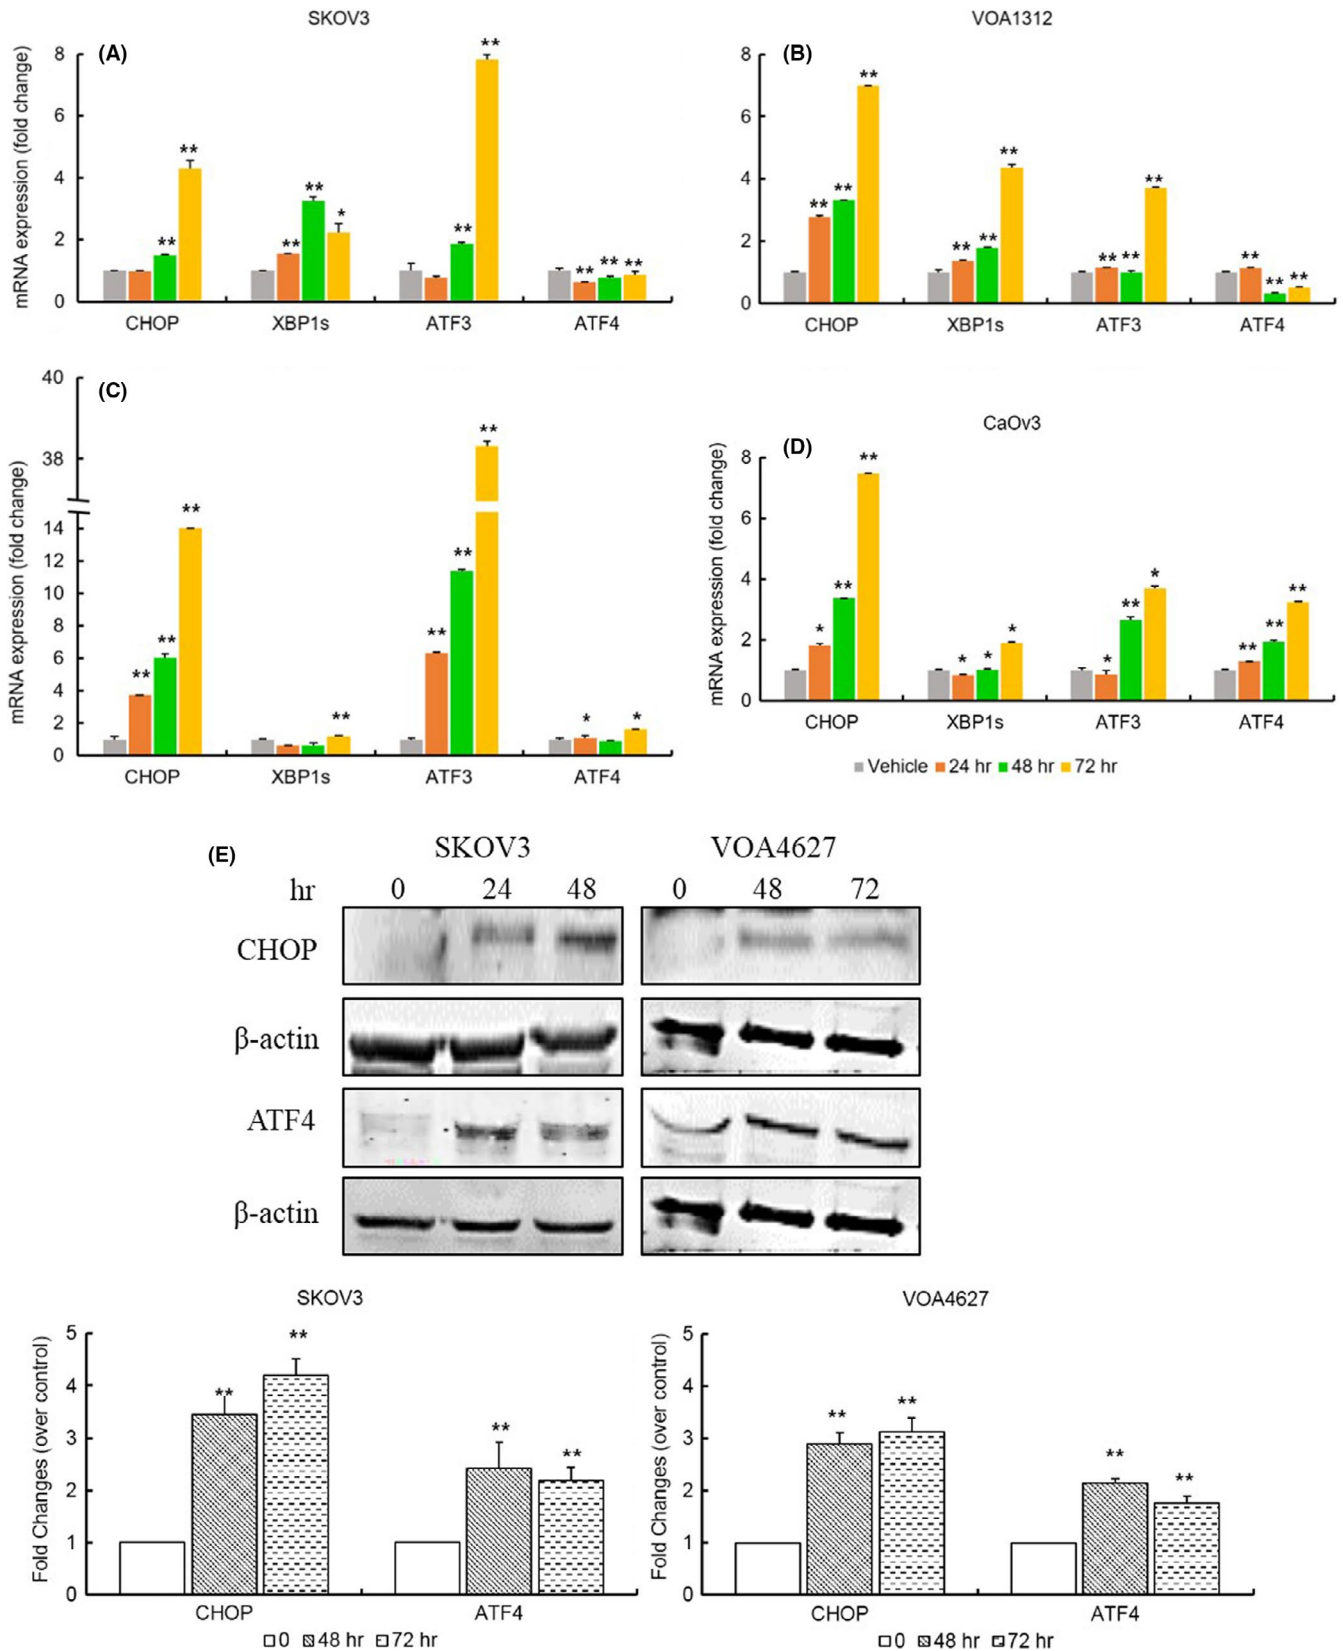 SKOV3
(A)
mRNA expression (fold change)
8
6
4
2
0
** ** ** ** ** * ** ** ** ** **
CHOP XBP1s ATF3 ATF4
VOA1312
(B)
8
6
4
2
0
** ** ** ** ** ** ** ** ** ** ** **
CHOP XBP1s ATF3 ATF4
(C)
mRNA expression (fold change)
40
38
14
12
10
8
6
4
2
0
** ** ** ** ** ** ** * *
CHOP XBP1s ATF3 ATF4
CaOv3
(D)
mRNA expression (fold change)
8
6
4
2
0
* ** ** * * * * ** * ** ** **
CHOP XBP1s ATF3 ATF4
Vehicle 24 hr 48 hr 72 hr
(E)
SKOV3 VOA4627
hr 0 24 48 0 48 72
CHOP
β-actin
ATF4
β-actin
SKOV3
Fold Changes (over control)
5
4
3
2
1
0
** ** ** **
CHOP ATF4
0 48 hr 72 hr
VOA4627
Fold Changes (over control)
5
4
3
2
1
0
** ** ** **
CHOP ATF4
0 48 hr 72 hr